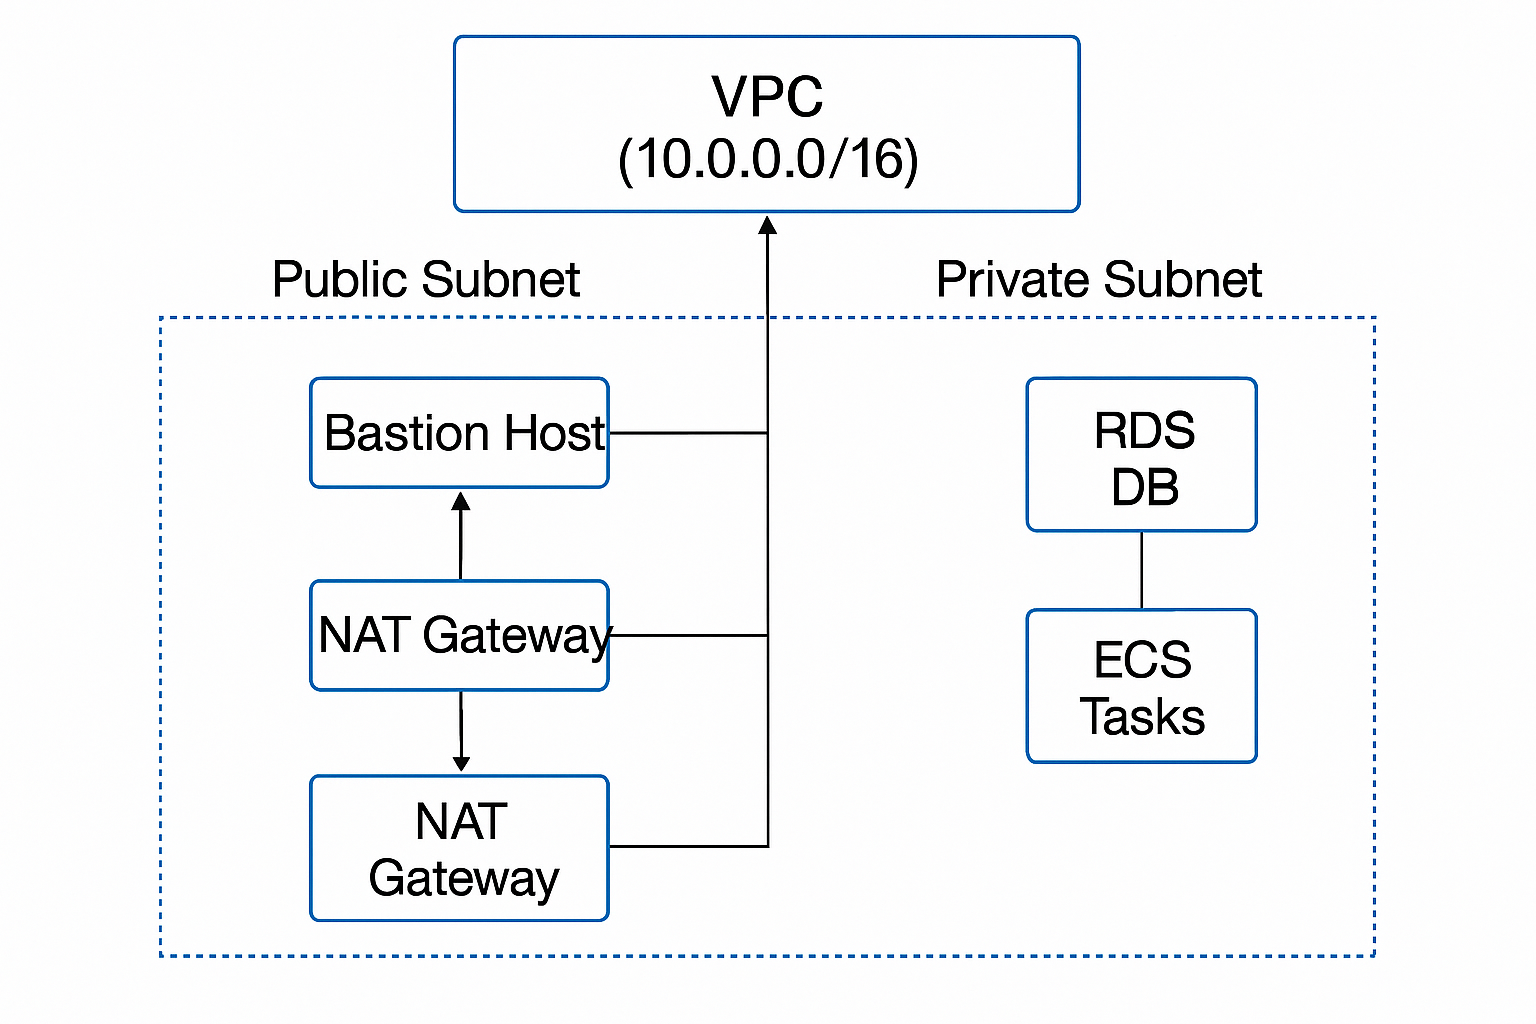 VPC
(10.0.0.0/16)
Public Subnet
Private Subnet
Bastion Host
NAT Gateway
NAT
Gateway
RDS
DB
ECS
Tasks